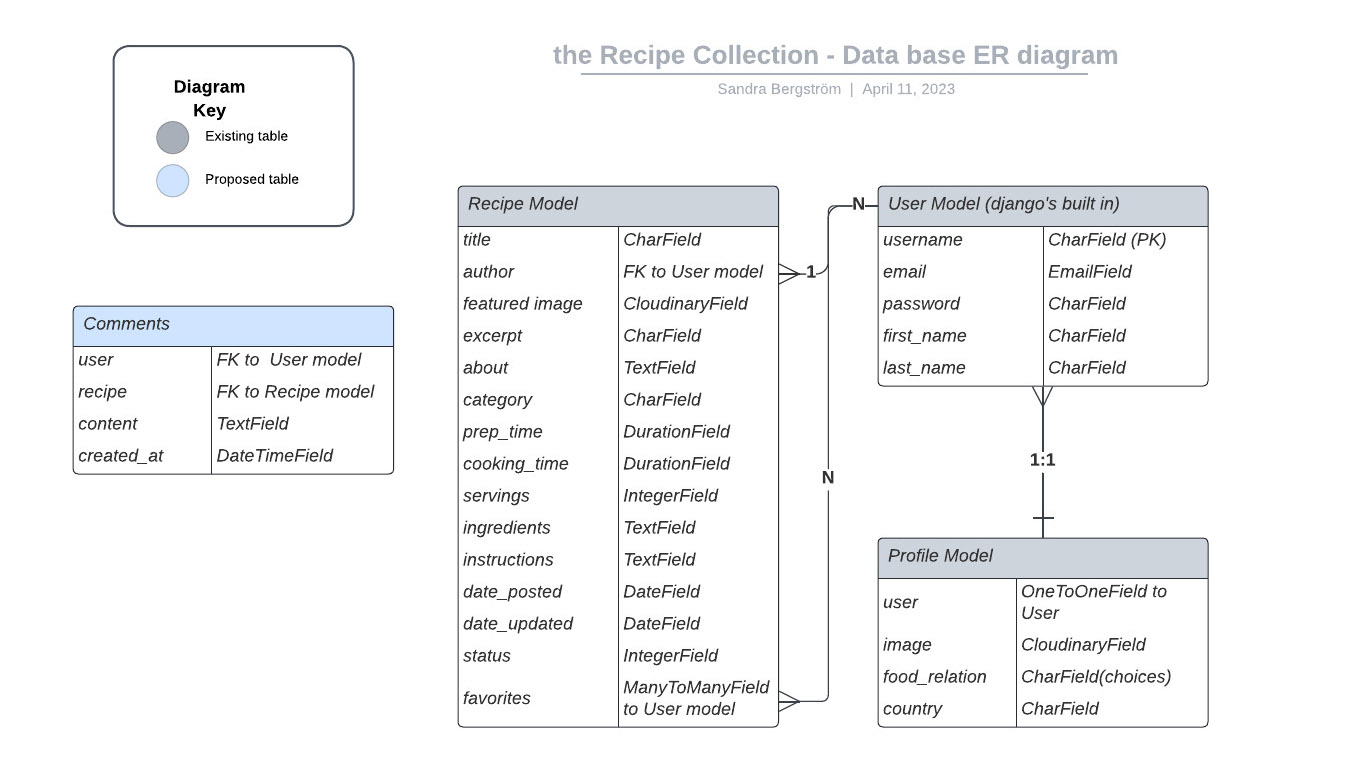 the Recipe Collection - Data base ER diagram
Sandra Bergström | April 11, 2023
Diagram
Key
Existing table
Proposed table
Comments
user FK to  User model
recipe FK to Recipe model
content TextField
created_at DateTimeField
Recipe Model
title CharField
author FK to User model
featured image CloudinaryField
excerpt CharField
about TextField
category CharField
prep_time DurationField
cooking_time DurationField
servings IntegerField
ingredients TextField
instructions TextField
date_posted DateField
date_updated DateField
status IntegerField
favorites ManyToManyField
to User model
1
N
N
User Model (django's built in)
username CharField (PK)
email EmailField
password CharField
first_name CharField
last_name CharField
1:1
Profile Model
user OneToOneField to
User
image CloudinaryField
food_relation CharField(choices)
country CharField